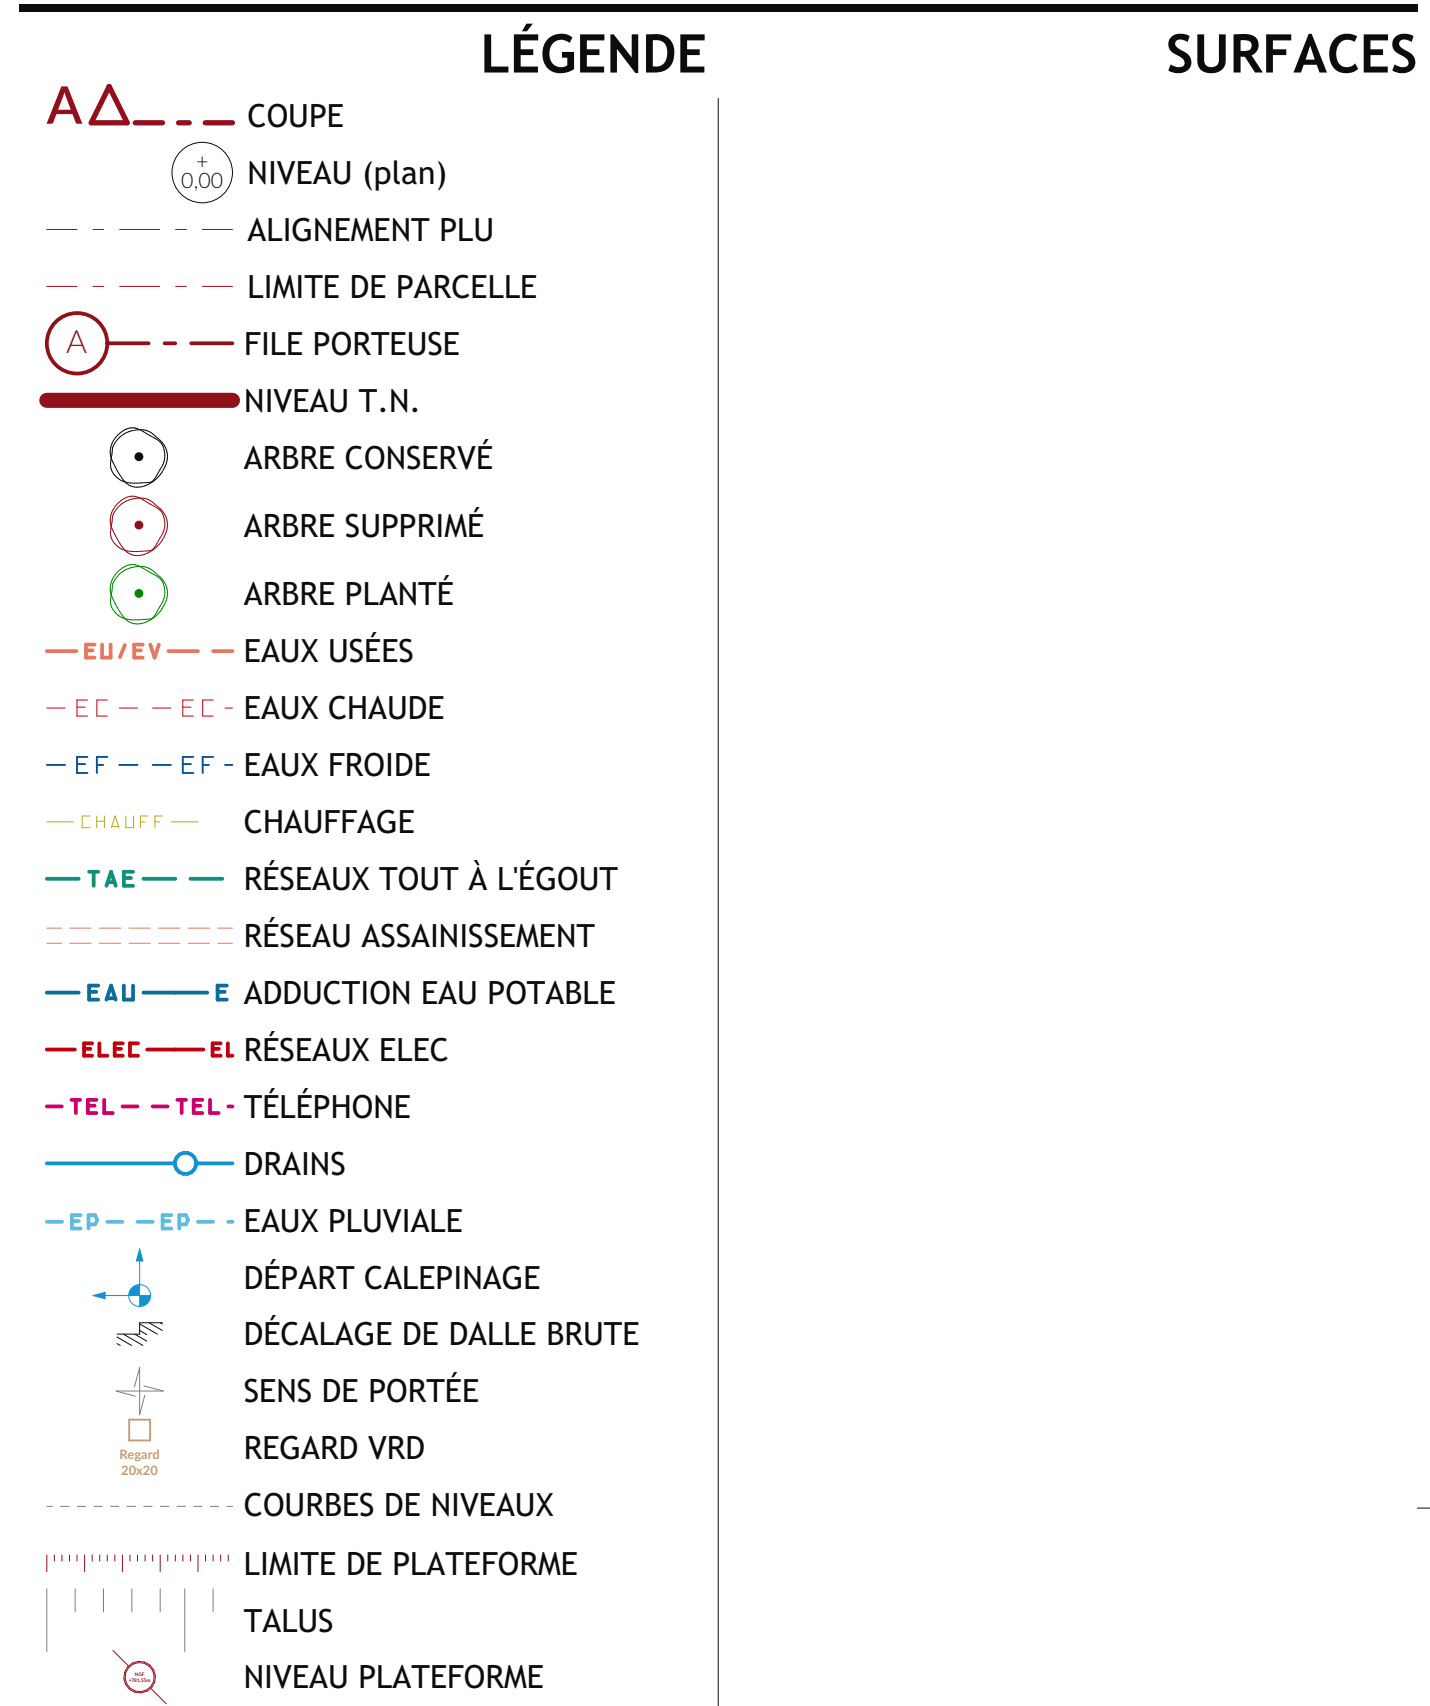 LÉGENDE
SURFACES
A COUPE
+
0,00 NIVEAU (plan)
ALIGNEMENT PLU
LIMITE DE PARCELLE
A FILE PORTEUSE
NIVEAU T.N.
ARBRE CONSERVÉ
ARBRE SUPPRIMÉ
ARBRE PLANTÉ
EU/EV EAUX USÉES
EC EC EAUX CHAUDE
EF EF EAUX FROIDE
CHAUFF CHAUFFAGE
TAE RÉSEAUX TOUT À L'ÉGOUT
RÉSEAU ASSAINISSEMENT
EAU E ADDUCTION EAU POTABLE
ELEC EL RÉSEAUX ELEC
TEL TEL TÉLÉPHONE
DRAINS
EP EP EAUX PLUVIALE
DÉPART CALEPINAGE
DÉCALAGE DE DALLE BRUTE
SENS DE PORTÉE
REGARD VRD
Regard
20x20
COURBES DE NIVEAUX
LIMITE DE PLATEFORME
TALUS
NGF
NIVEAU PLATEFORME